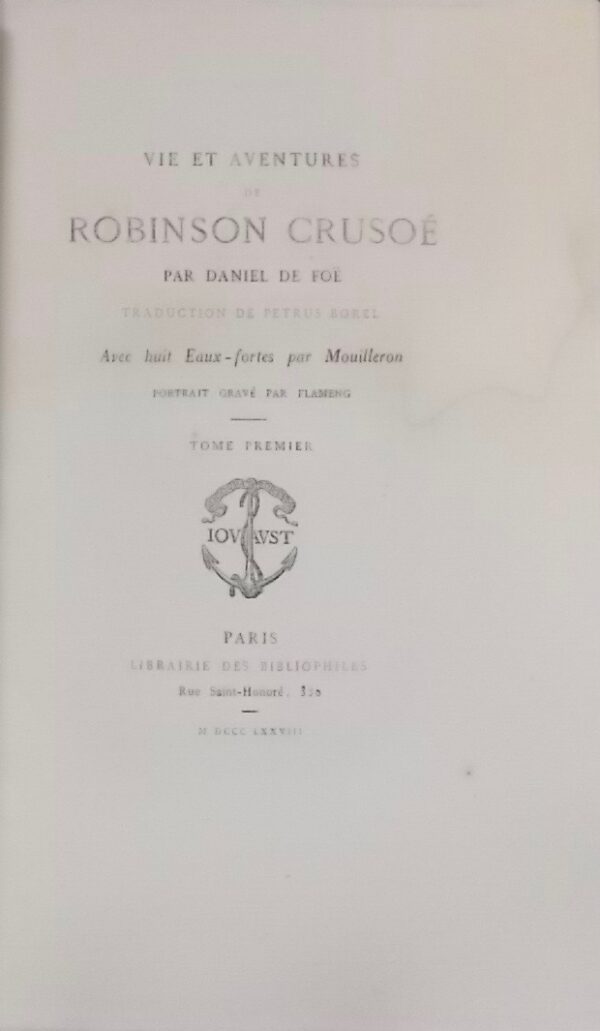 VIE ET AVENTURES
DE
ROBINSON CRUSOÉ
PAR DANIEL DE FOË
TRADUCTION DE PETRUS BOREL
Avec huit Eaux-fortes par Mouilleron
PORTRAIT GRAVÉ PAR FLAMENG
TOME PREMIER
IOVAVST
PARIS
LIBRAIRIE DES BIBLIOPHILES
Rue Saint-Honoré, 338
M DCCC LXXVIII